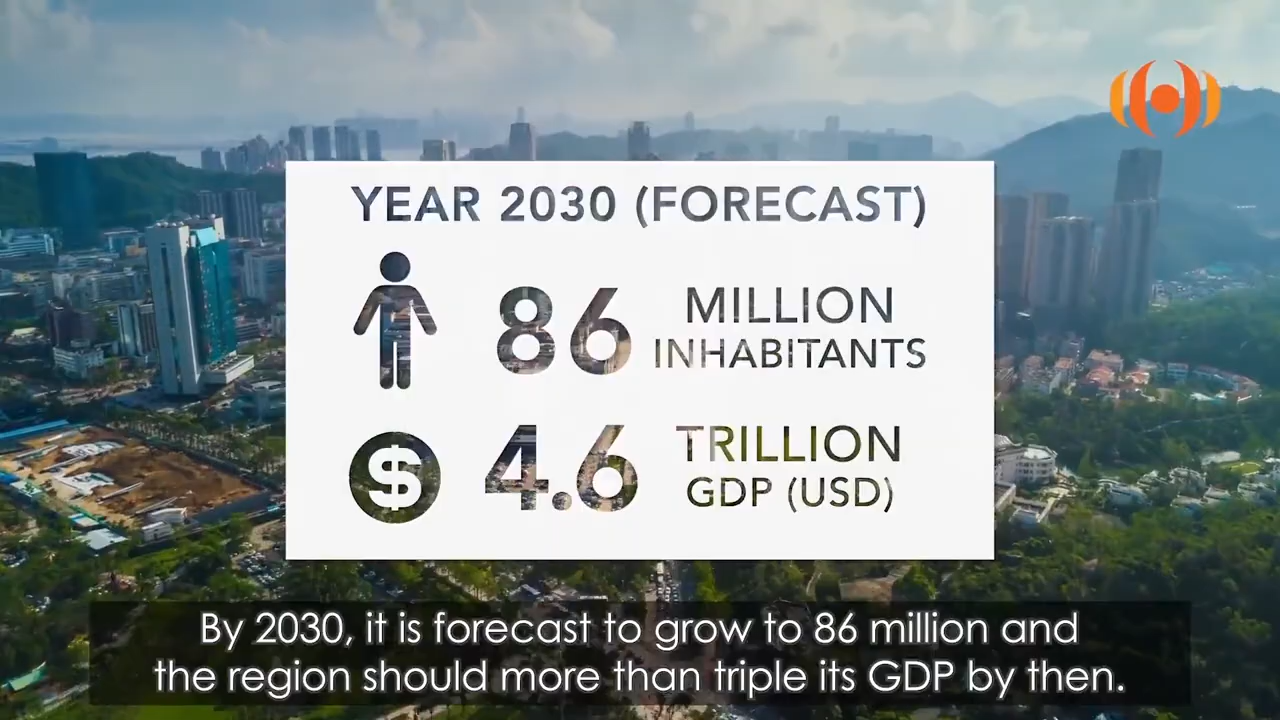 YEAR 2030 (FORECAST)
86 MILLION
INHABITANTS
$ 4.6 TRILLION
GDP (USD)
By 2030, it is forecast to grow to 86 million and
the region should more than triple its GDP by then.